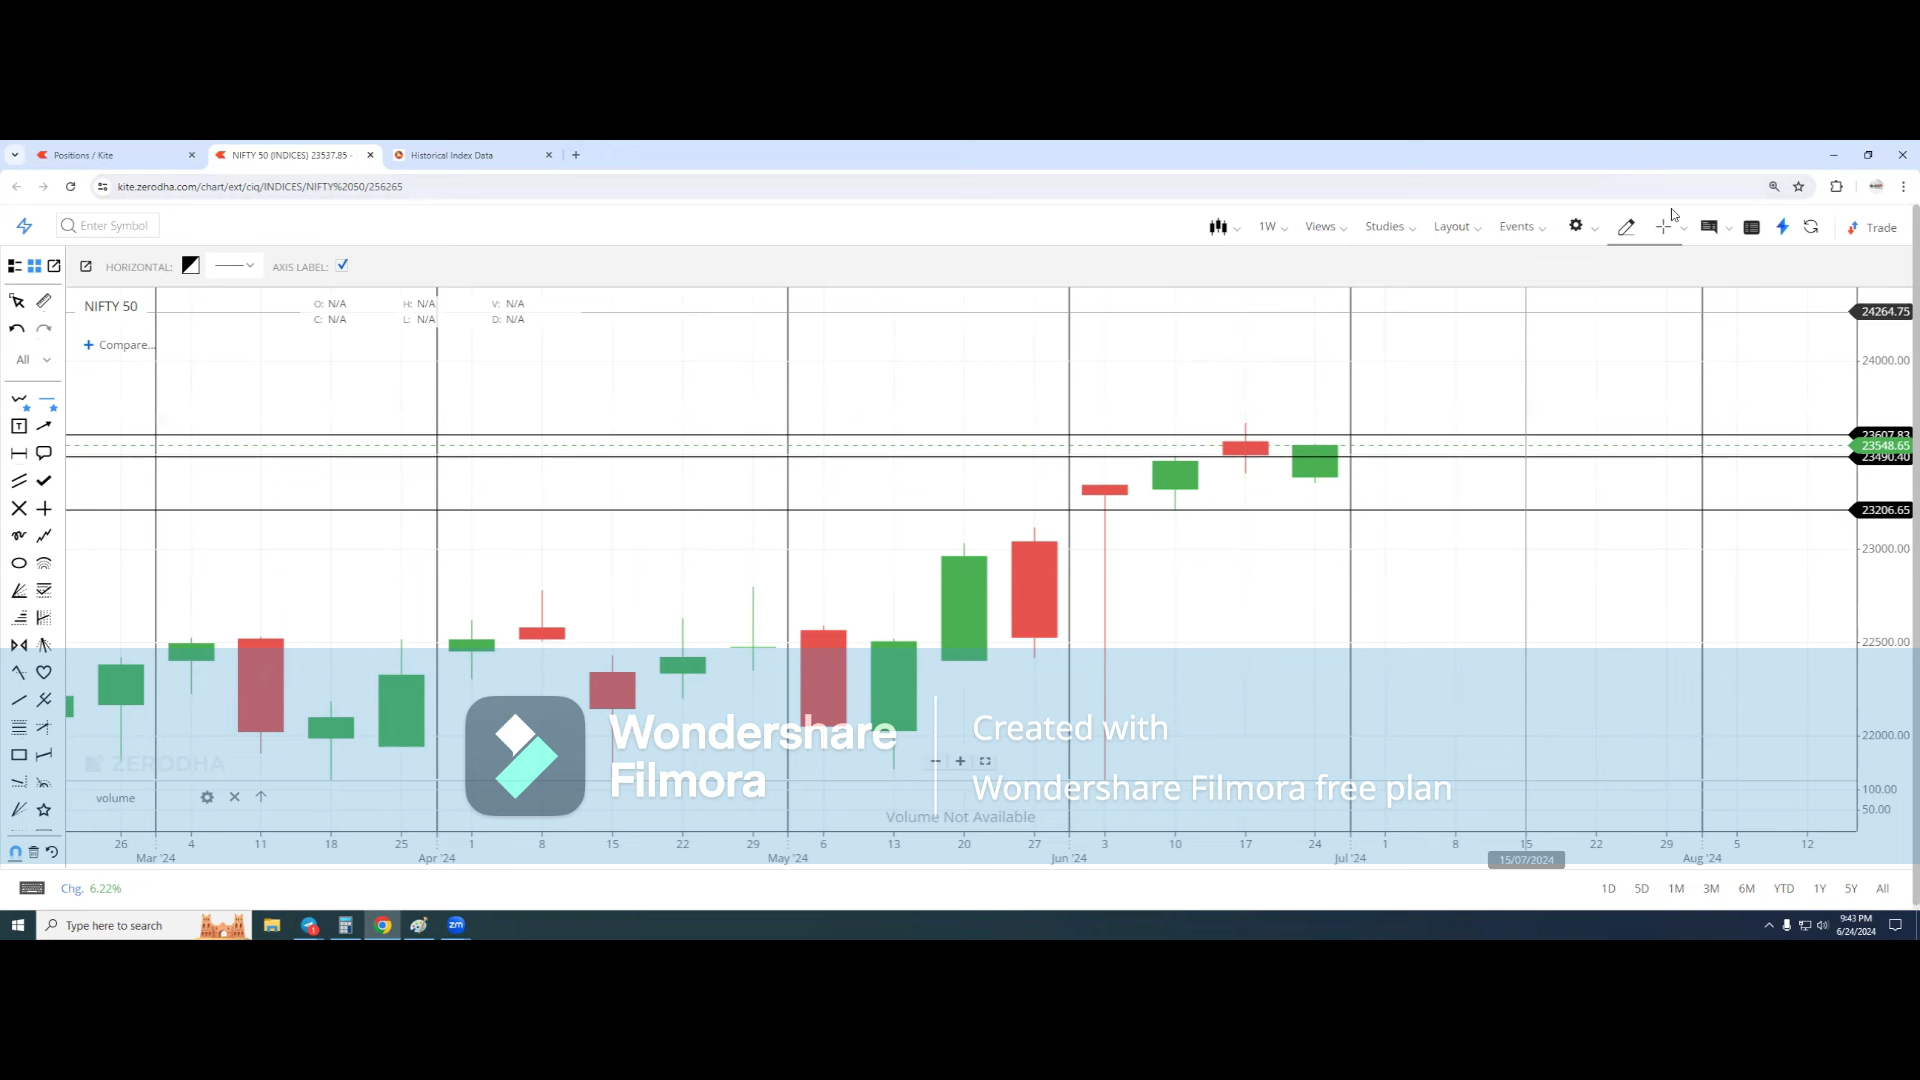 Positions / Kite
NIFTY 50 (INDICES) 23537.85
Historical Index Data
kite.zerodha.com/chart/ext/ciq/INDICES/NIFTY%2050/256265
Enter Symbol
1W
Views
Studies
Layout
Events
Trade
HORIZONTAL:
AXIS LABEL:
NIFTY 50
O: N/A
H: N/A
V: N/A
C: N/A
L: N/A
D: N/A
24264.75
+ Compare...
All
24000.00
23607.83
23548.65
23490.40
23206.65
23000.00
22500.00
22000.00
ZERODHA
Wondershare
Filmora
Created with
Wondershare Filmora free plan
volume
Volume Not Available
100.00
50.00
26 4 11 18 25 1 8 15 22 29 6 13 20 27 3 10 17 24 1 8 15 22 29 5 12
Mar '24 Apr '24 May '24 Jun '24 Jul '24 15/07/2024 Aug '24
Chg. 6.22%
1D 5D 1M 3M 6M YTD 1Y 5Y All
Type here to search
zm
9:43 PM
6/24/2024